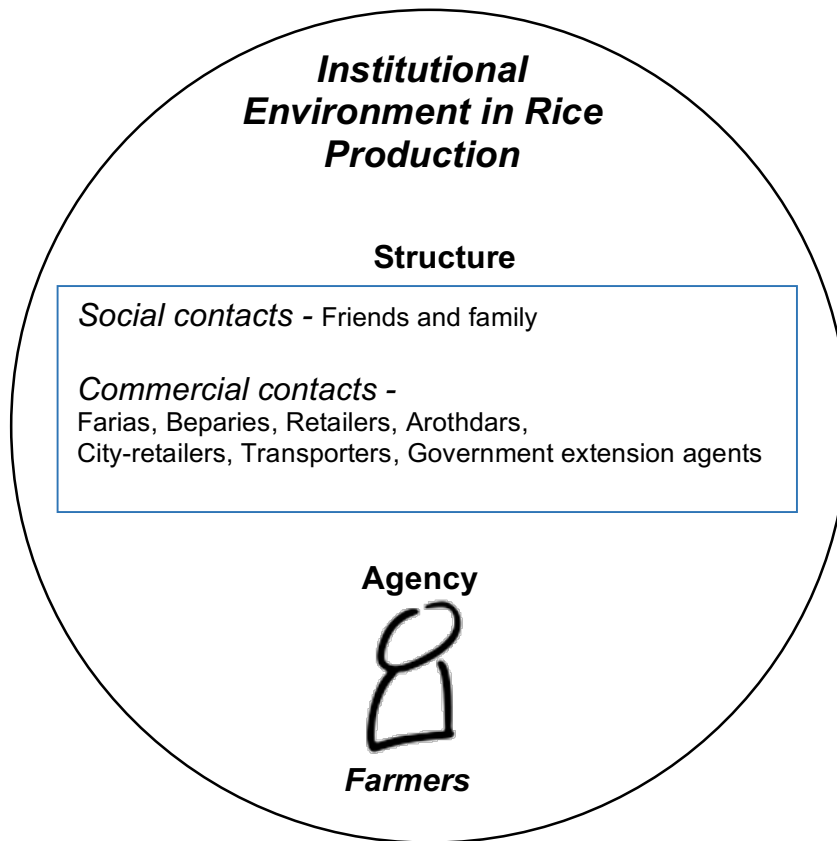 Institutional
Environment in Rice
Production
Structure
Social contacts - Friends and family
Commercial contacts -
Farias, Beparies, Retailers, Arothdars,
City-retailers, Transporters, Government extension agents
Agency
Farmers